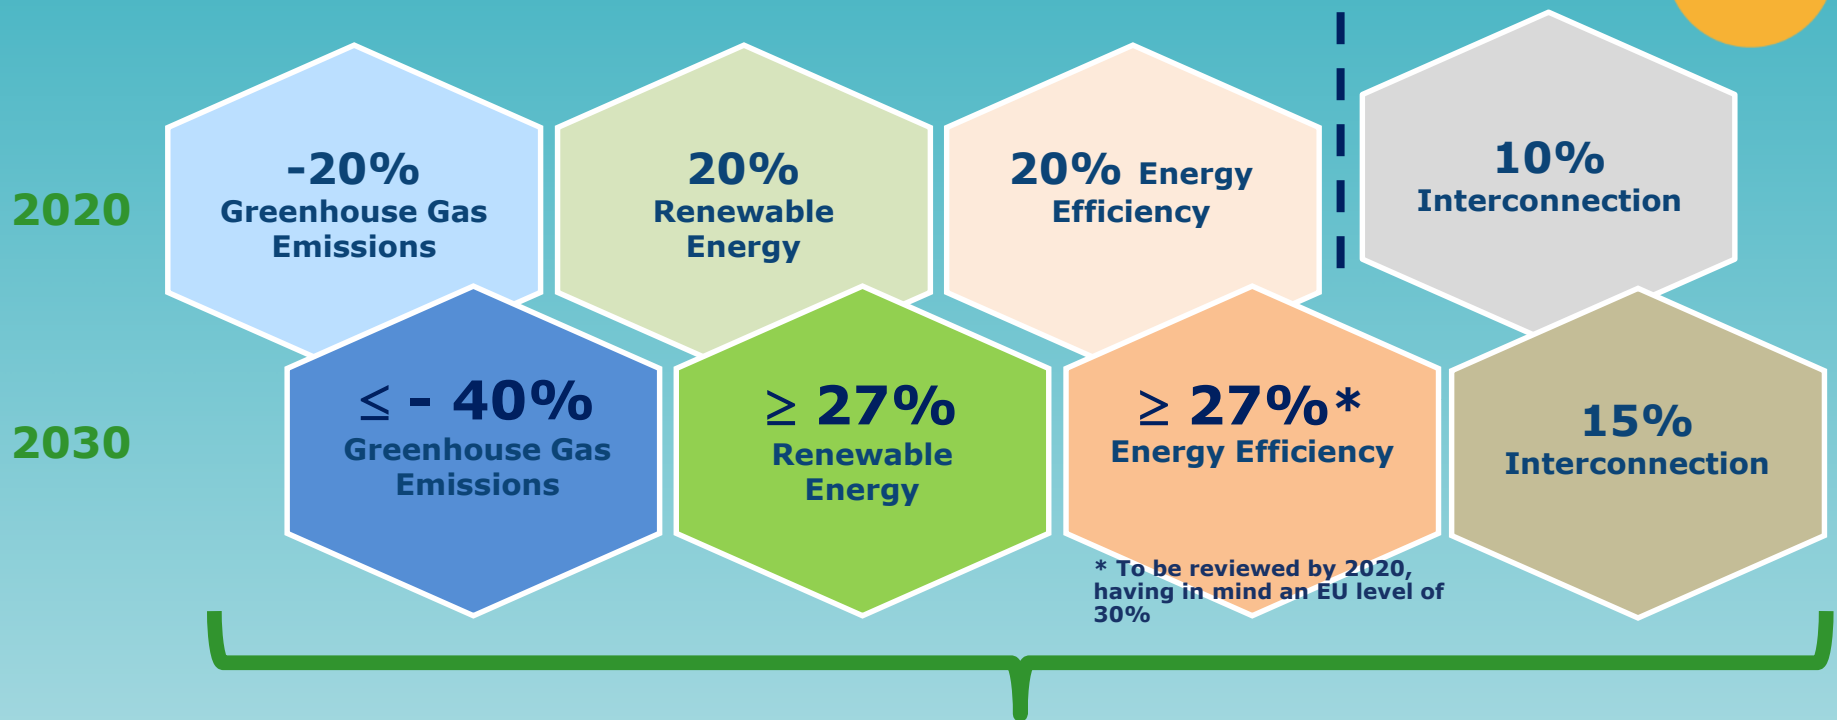 2020
-20%
Greenhouse Gas
Emissions
20%
Renewable
Energy
20% Energy
Efficiency
10%
Interconnection
2030
≤ - 40%
Greenhouse Gas
Emissions
≥ 27%
Renewable
Energy
≥ 27%*
Energy Efficiency
* To be reviewed by 2020,
having in mind an EU level of
30%
15%
Interconnection